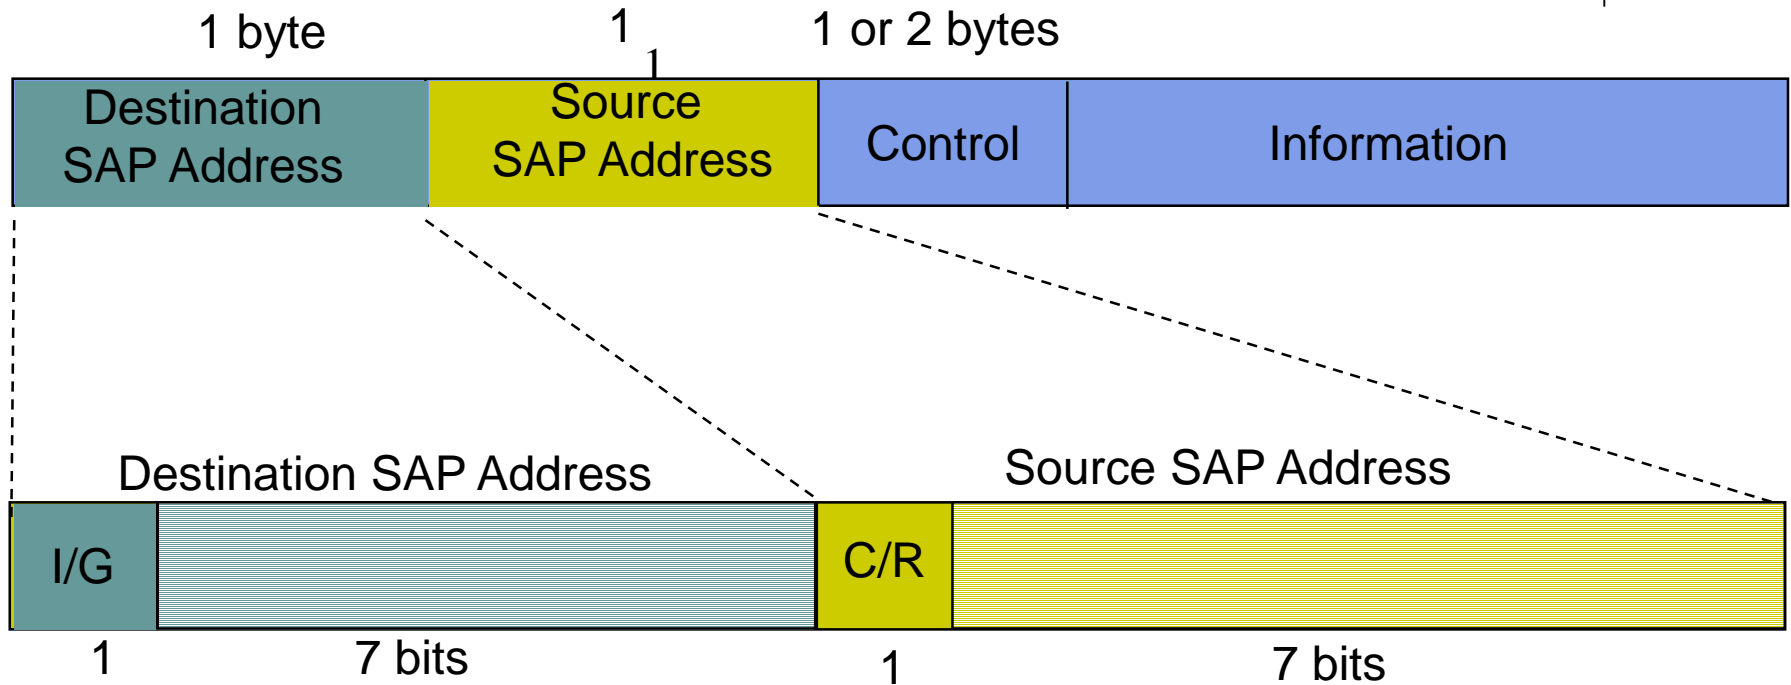 1 byte
1
1
1 or 2 bytes
Destination
SAP Address
Source
SAP Address
Control
Information
Destination SAP Address
Source SAP Address
I/G
C/R
1
7 bits
1
7 bits